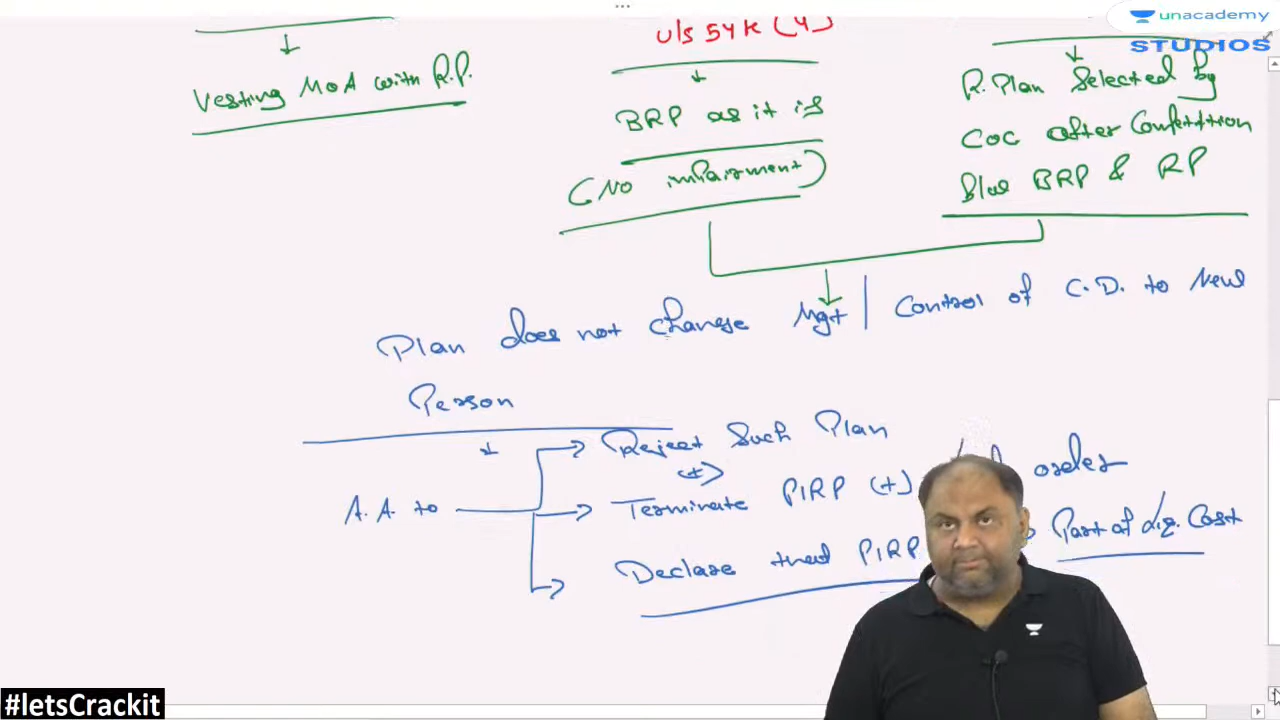 unacademy
STUDIOS
u/s 54K (4)
Vesting MoA with R.P.
BRP as it is
(No impairment)
R.Plan Selected by
COC after Competition
b/w BRP & RP
Plan does not change Mgt | Control of C.D. to New
Person
A.A to
Reject Such Plan
(+)
Terminate PIRP (+) order
Declare that PIRP Part of Liq. Cost
#letsCrackit